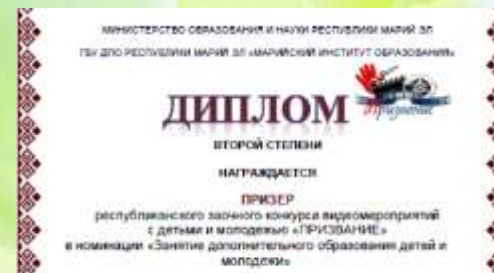 МИНИСТЕРСТВО ОБРАЗОВАНИЯ И НАУКИ РЕСПУБЛИКИ МАРИЙ ЭЛ
ГБУ ДПО РЕСПУБЛИКИ МАРИЙ ЭЛ «МАРИЙСКИЙ ИНСТИТУТ ОБРАЗОВАНИЯ»
Призвание
ДИПЛОМ
ВТОРОЙ СТЕПЕНИ
НАГРАЖДАЕТСЯ
ПРИЗЕР
республиканского заочного конкурса видеомероприятий
с детьми и молодежью «ПРИЗВАНИЕ»
в номинации «Занятие дополнительного образования детей и
молодежи»